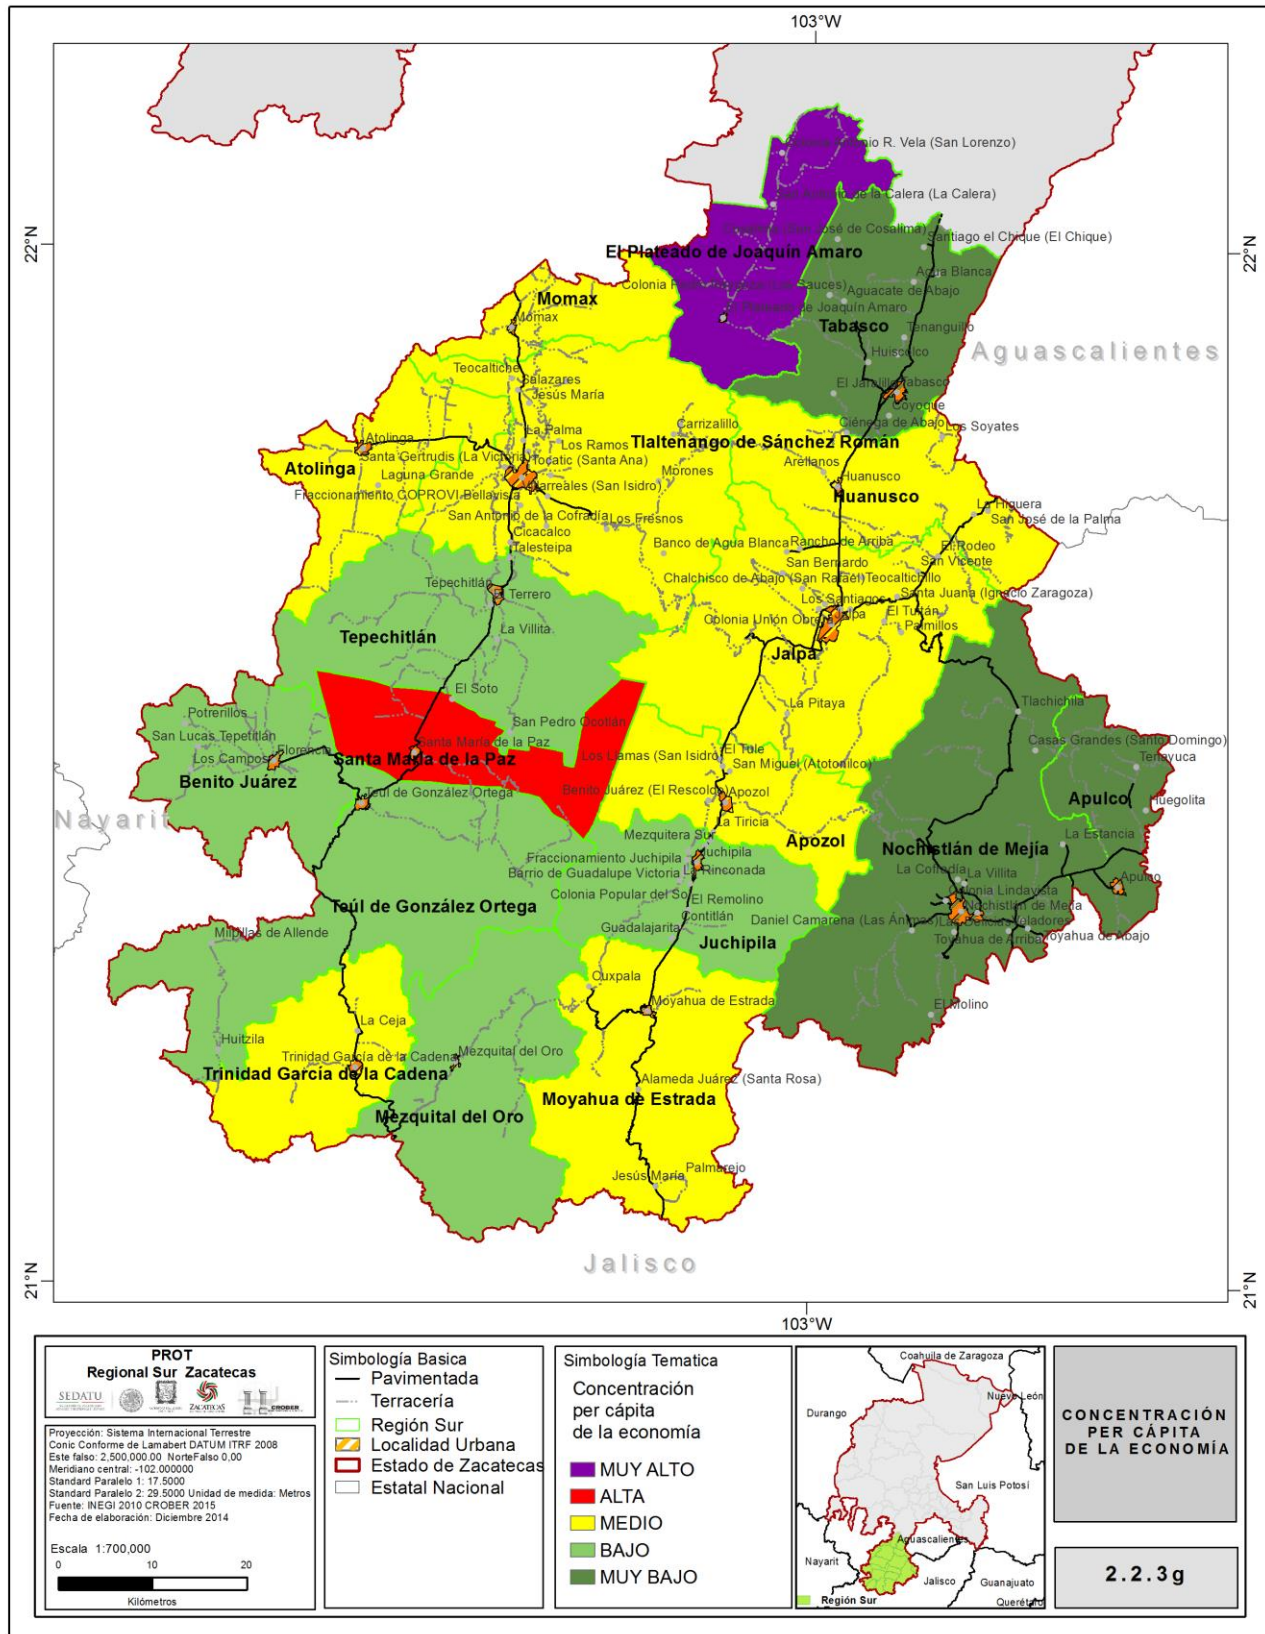 103°W
22°N
22°N
Antonio R. Vela (San Lorenzo)
de la Calera (La Calera)
(San José de Cosalima)
Santiago el Chique (El Chique)
El Plateado de Joaquín Amaro
Agua Blanca
Colonia
Sauces)
Aguacate de Abajo
Momax
El Plateado de Joaquín Amaro
Momax
Tabasco
Tenanguillo
Aguascalientes
Huiscolco
Teocaltiche
Salazares
Jesús María
El Jaralillo
Tabasco
Coyoque
Carrizalillo
Ciénega de Abajo
Los Soyates
La Palma
Atolinga
Los Ramos
Tlaltenango de Sánchez Román
Santa Gertrudis (La Victoria)
Tocatic (Santa Ana)
Arellanos
Atolinga
Laguna Grande
Morones
Huanusco
Fraccionamiento COPROVI Bellavista
(San Isidro)
Huanusco
La Higuera
San Antonio de la Cofradía
Los Fresnos
San José de la Palma
Cicacalco
Talesteipa
Banco de Agua Blanca
Rancho de Arriba
El Rodeo
San Bernardo
San Vicente
Tepechitlán
Chalchisco de Abajo (San Rafael)
Teocaltichillo
El Terrero
Los Santiagos
Santa Juana (Ignacio Zaragoza)
Colonia Unión Obrera
Jalpa
El Tuitán
La Villita
Palmillos
Tepechitlán
Jalpa
El Soto
Potrerillos
La Pitaya
Tlachichila
San Pedro Ocotlán
San Lucas Tepetitlán
Florencia
Santa María de la Paz
Casas Grandes (Santo Domingo)
Los Campos
Santa María de la Paz
Los Llamas (San Isidro)
El Tule
Tenayuca
Benito Juárez
San Miguel (Atotonilco)
Teúl de González Ortega
Benito Juárez (El Rescoldo)
Apozol
Apulco
Huegolita
Nayarit
La Tiricia
Mezquitera Sur
La Estancia
Apozol
Nochistlán de Mejía
Fraccionamiento Juchipila
Juchipila
Barrio de Guadalupe Victoria
La Rinconada
La Cofradía
La Villita
Apulco
Colonia Popular del Sol
El Remolino
Colonia Lindavista
Teúl de González Ortega
Contitlán
Nochistlán de Mejía
Guadalajarita
Daniel Camarena (Las Ánimas)
Voladores
Milpillas de Allende
Juchipila
Toyahua de Arriba
Toyahua de Abajo
Cuxpala
Moyahua de Estrada
El Molino
La Ceja
Huitzila
Mezquital del Oro
Trinidad García de la Cadena
Trinidad García de la Cadena
Alameda Juárez (Santa Rosa)
Moyahua de Estrada
Mezquital del Oro
Jesús María
Palmarejo
Jalisco
21°N
21°N
103°W
PROT
Regional Sur Zacatecas
SEDATU
ZACATECAS
CROBER
Proyección: Sistema Internacional Terrestre
Conic Conforme de Lamabert DATUM ITRF 2008
Este falso: 2,500,000.00 NorteFalso 0,00
Meridiano central: -102.000000
Standard Paralelo 1: 17.5000
Standard Paralelo 2: 29.5000 Unidad de medida: Metros
Fuente: INEGI 2010 CROBER 2015
Fecha de elaboración: Diciembre 2014
Escala 1:700,000
0 10 20
Kilómetros
Simbología Basica
Pavimentada
Terracería
Región Sur
Localidad Urbana
Estado de Zacatecas
Estatal Nacional
Simbología Tematica
Concentración
per cápita
de la economía
MUY ALTO
ALTA
MEDIO
BAJO
MUY BAJO
Coahuila de Zaragoza
Nuevo León
Durango
San Luis Potosí
Aguascalientes
Nayarit
Jalisco
Guanajuato
Querétaro
Región Sur
CONCENTRACIÓN
PER CÁPITA
DE LA ECONOMÍA
2.2.3g